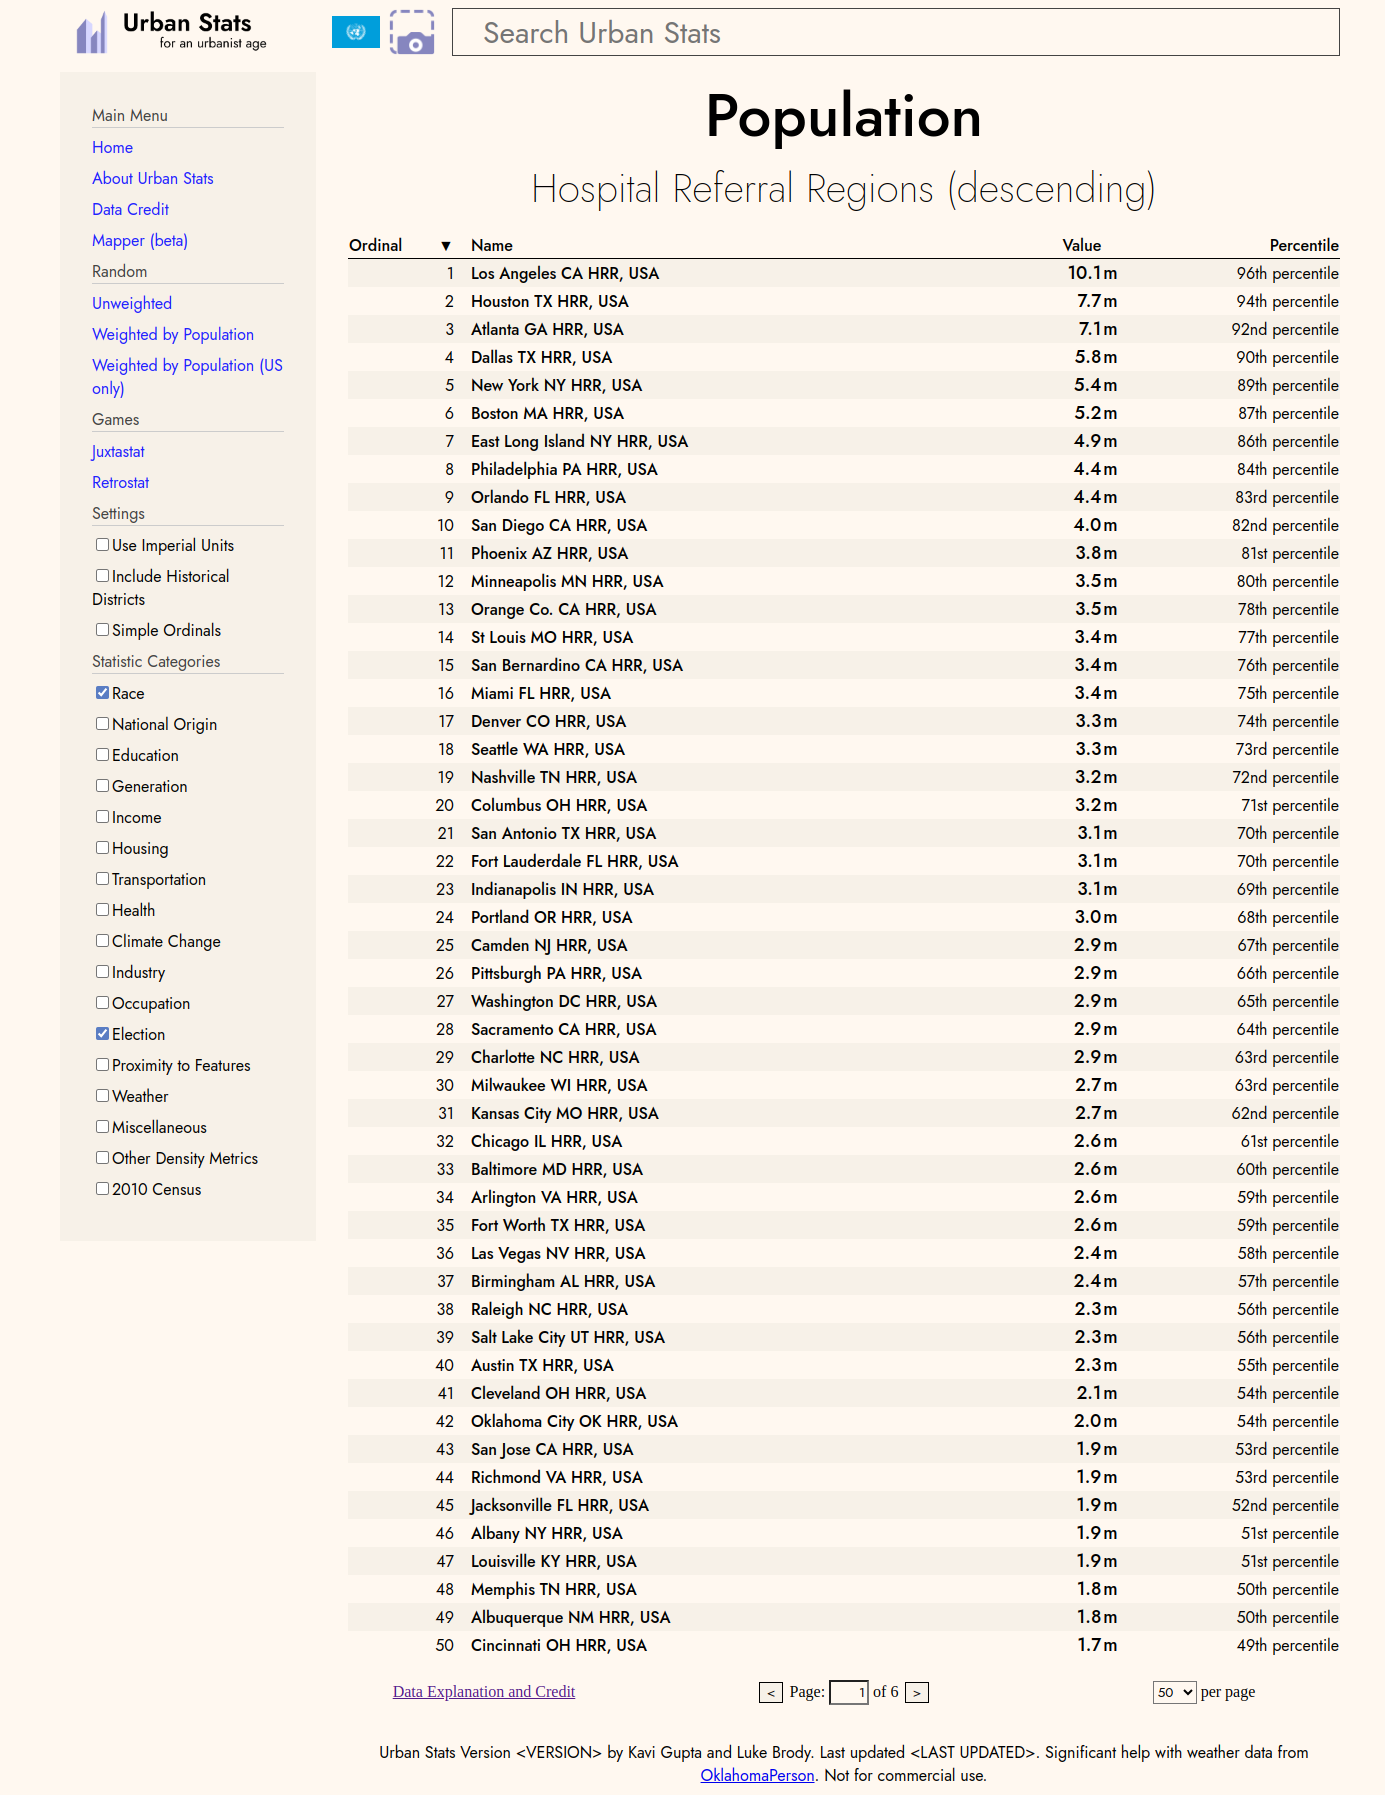 Urban Stats
for an urbanist age
Search Urban Stats
Main Menu
Home
About Urban Stats
Data Credit
Mapper (beta)
Random
Unweighted
Weighted by Population
Weighted by Population (US
only)
Games
Juxtastat
Retrostat
Settings
Use Imperial Units
Include Historical
Districts
Simple Ordinals
Statistic Categories
Race
National Origin
Education
Generation
Income
Housing
Transportation
Health
Climate Change
Industry
Occupation
Election
Proximity to Features
Weather
Miscellaneous
Other Density Metrics
2010 Census
Population
Hospital Referral Regions (descending)
Ordinal ▼ Name Value Percentile
1 Los Angeles CA HRR, USA 10.1m 96th percentile
2 Houston TX HRR, USA 7.7m 94th percentile
3 Atlanta GA HRR, USA 7.1m 92nd percentile
4 Dallas TX HRR, USA 5.8m 90th percentile
5 New York NY HRR, USA 5.4m 89th percentile
6 Boston MA HRR, USA 5.2m 87th percentile
7 East Long Island NY HRR, USA 4.9m 86th percentile
8 Philadelphia PA HRR, USA 4.4m 84th percentile
9 Orlando FL HRR, USA 4.4m 83rd percentile
10 San Diego CA HRR, USA 4.0m 82nd percentile
11 Phoenix AZ HRR, USA 3.8m 81st percentile
12 Minneapolis MN HRR, USA 3.5m 80th percentile
13 Orange Co. CA HRR, USA 3.5m 78th percentile
14 St Louis MO HRR, USA 3.4m 77th percentile
15 San Bernardino CA HRR, USA 3.4m 76th percentile
16 Miami FL HRR, USA 3.4m 75th percentile
17 Denver CO HRR, USA 3.3m 74th percentile
18 Seattle WA HRR, USA 3.3m 73rd percentile
19 Nashville TN HRR, USA 3.2m 72nd percentile
20 Columbus OH HRR, USA 3.2m 71st percentile
21 San Antonio TX HRR, USA 3.1m 70th percentile
22 Fort Lauderdale FL HRR, USA 3.1m 70th percentile
23 Indianapolis IN HRR, USA 3.1m 69th percentile
24 Portland OR HRR, USA 3.0m 68th percentile
25 Camden NJ HRR, USA 2.9m 67th percentile
26 Pittsburgh PA HRR, USA 2.9m 66th percentile
27 Washington DC HRR, USA 2.9m 65th percentile
28 Sacramento CA HRR, USA 2.9m 64th percentile
29 Charlotte NC HRR, USA 2.9m 63rd percentile
30 Milwaukee WI HRR, USA 2.7m 63rd percentile
31 Kansas City MO HRR, USA 2.7m 62nd percentile
32 Chicago IL HRR, USA 2.6m 61st percentile
33 Baltimore MD HRR, USA 2.6m 60th percentile
34 Arlington VA HRR, USA 2.6m 59th percentile
35 Fort Worth TX HRR, USA 2.6m 59th percentile
36 Las Vegas NV HRR, USA 2.4m 58th percentile
37 Birmingham AL HRR, USA 2.4m 57th percentile
38 Raleigh NC HRR, USA 2.3m 56th percentile
39 Salt Lake City UT HRR, USA 2.3m 56th percentile
40 Austin TX HRR, USA 2.3m 55th percentile
41 Cleveland OH HRR, USA 2.1m 54th percentile
42 Oklahoma City OK HRR, USA 2.0m 54th percentile
43 San Jose CA HRR, USA 1.9m 53rd percentile
44 Richmond VA HRR, USA 1.9m 53rd percentile
45 Jacksonville FL HRR, USA 1.9m 52nd percentile
46 Albany NY HRR, USA 1.9m 51st percentile
47 Louisville KY HRR, USA 1.9m 51st percentile
48 Memphis TN HRR, USA 1.8m 50th percentile
49 Albuquerque NM HRR, USA 1.8m 50th percentile
50 Cincinnati OH HRR, USA 1.7m 49th percentile
Data Explanation and Credit < Page: 1 of 6 > 50 per page
Urban Stats Version <VERSION> by Kavi Gupta and Luke Brody. Last updated <LAST UPDATED>. Significant help with weather data from
OklahomaPerson. Not for commercial use.